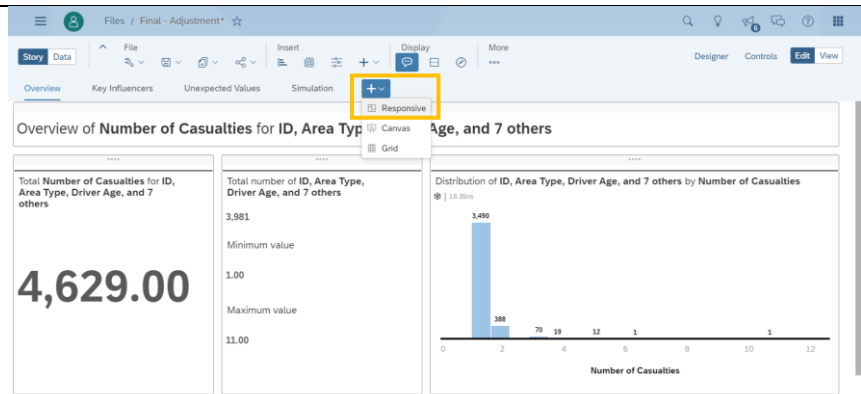 Files / Final - Adjustment*
6
File
Insert
Display
More
Story Data
Designer Controls Edit View
Overview Key Influencers Unexpected Values Simulation
Responsive
Canvas
Grid
Overview of Number of Casualties for ID, Area Typ Age, and 7 others
Total Number of Casualties for ID,
Area Type, Driver Age, and 7
others
4,629.00
Total number of ID, Area Type,
Driver Age, and 7 others
3,981
Minimum value
1.00
Maximum value
11.00
Distribution of ID, Area Type, Driver Age, and 7 others by Number of Casualties
16 Bins
3,490
388
70 19 12 1 1
0 2 4 6 8 10 12
Number of Casualties